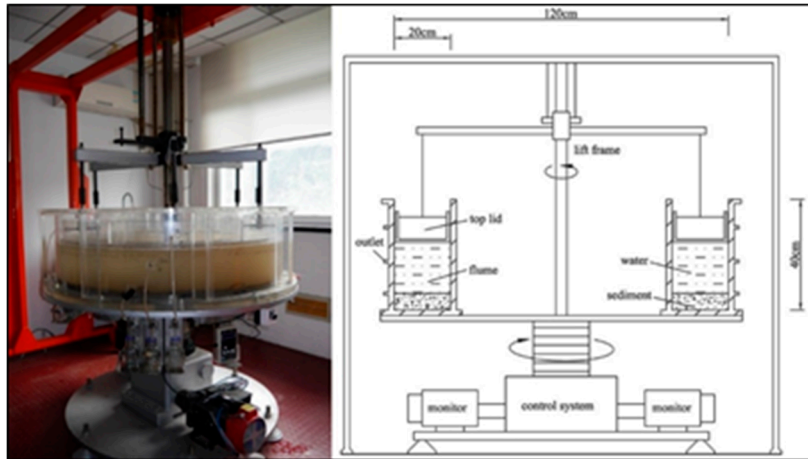 120cm
20cm
lift frame
top lid
outlet
flume
water
sediment
40cm
monitor
control system
monitor